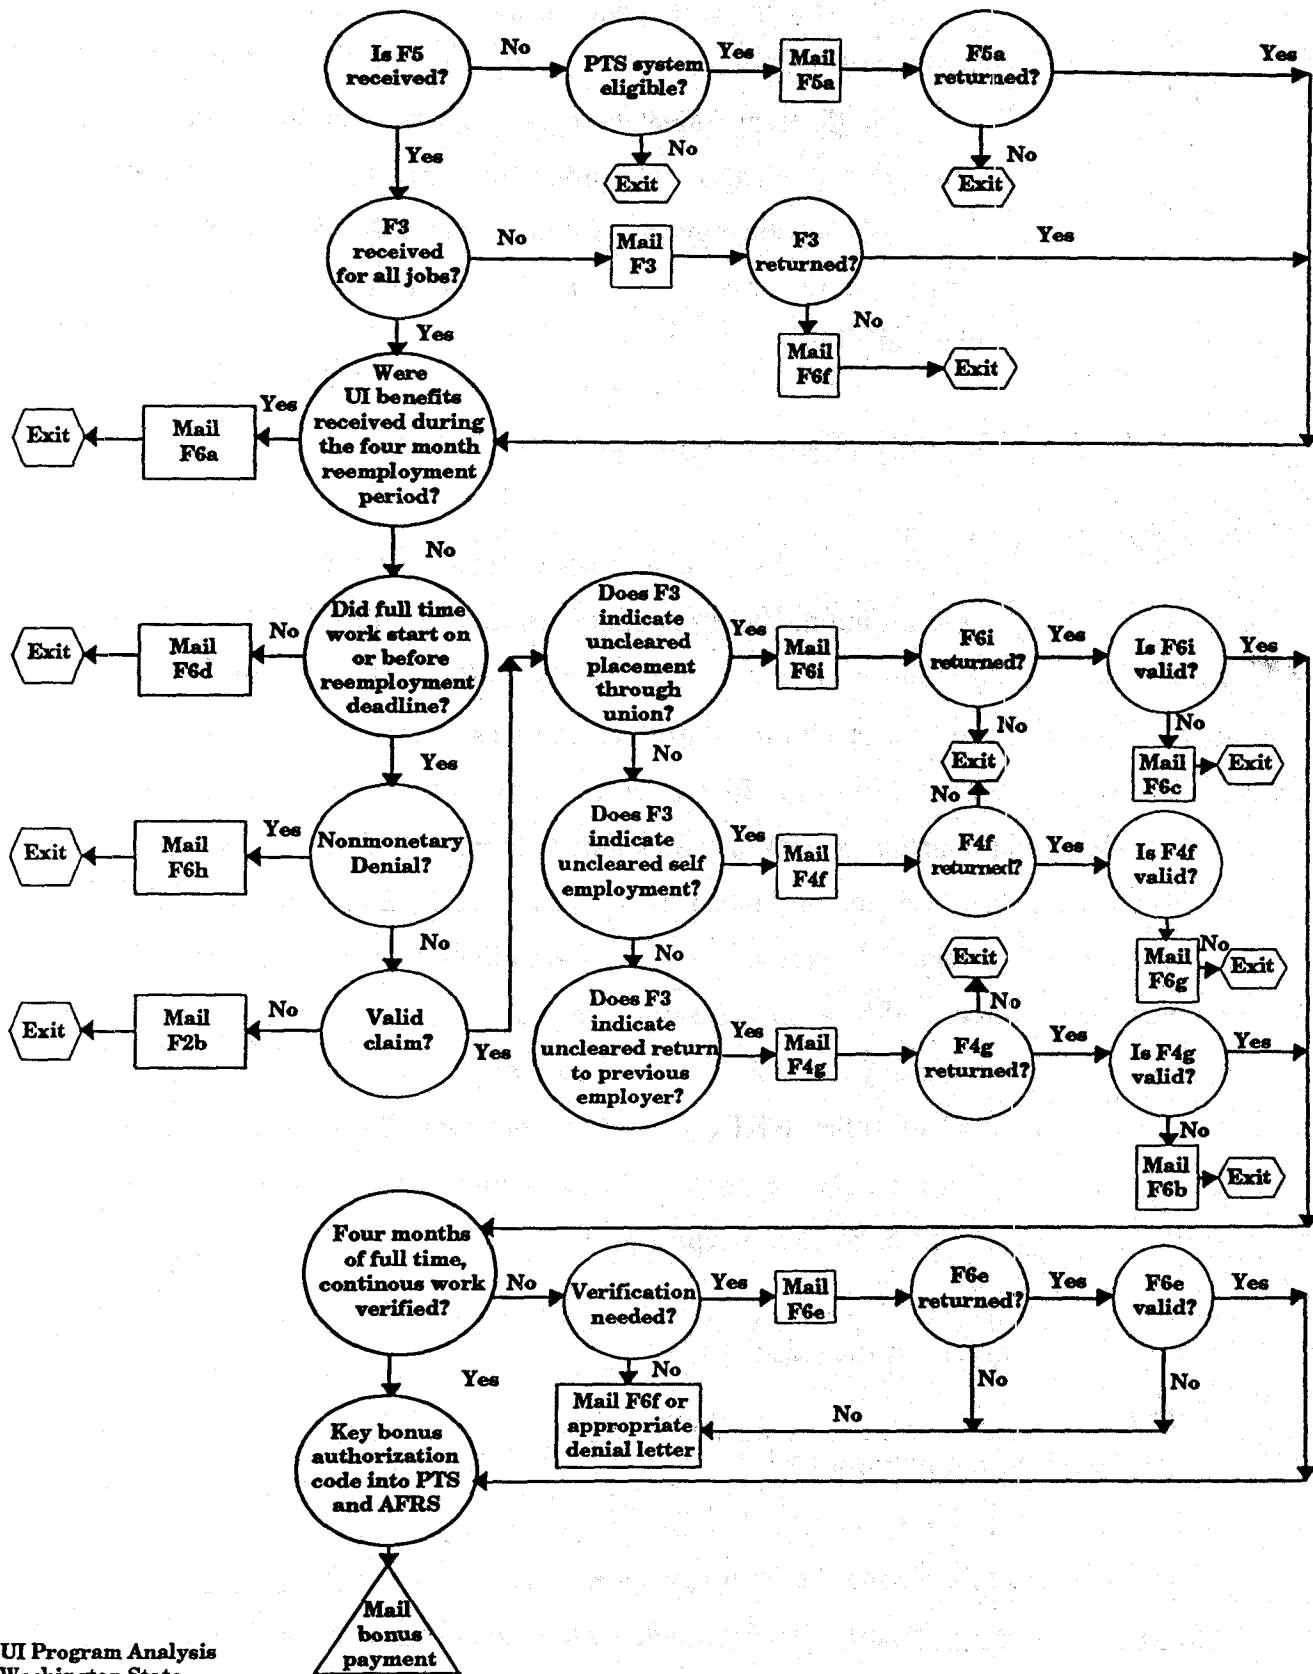 Is F5
received?
No
PTS system
eligible?
Yes
Mail
F5a
F5a
returned?
Yes
Yes
No
Exit
No
Exit
F3
received
for all jobs?
No
Mail
F3
F3
returned?
Yes
Yes
No
Mail
F6f
Exit
Were
UI benefits
received during
the four month
reemployment
period?
Yes
Mail
F6a
Exit
No
Did full time
work start on
or before
reemployment
deadline?
No
Mail
F6d
Exit
Does F3
indicate
uncleared
placement
through
union?
Yes
Mail
F6i
F6i
returned?
Yes
Is F6i
valid?
Yes
No
Exit
No
Mail
F6c
Exit
Yes
No
Nonmonetary
Denial?
Yes
Mail
F6h
Exit
Does F3
indicate
uncleared self
employment?
Yes
Mail
F4f
No
F4f
returned?
Yes
Is F4f
valid?
No
Mail
F6g
Exit
No
No
Valid
claim?
No
Mail
F2b
Exit
Yes
Does F3
indicate
uncleared return
to previous
employer?
Yes
Mail
F4g
Exit
No
F4g
returned?
Yes
Is F4g
valid?
Yes
No
Mail
F6b
Exit
Four months
of full time,
continous work
verified?
No
Verification
needed?
Yes
Mail
F6e
F6e
returned?
Yes
F6e
valid?
Yes
Yes
No
Mail F6f or
appropriate
denial letter
No
No
No
Key bonus
authorization
code into PTS
and AFRS
Mail
bonus
payment
UI Program Analysis
Washington State